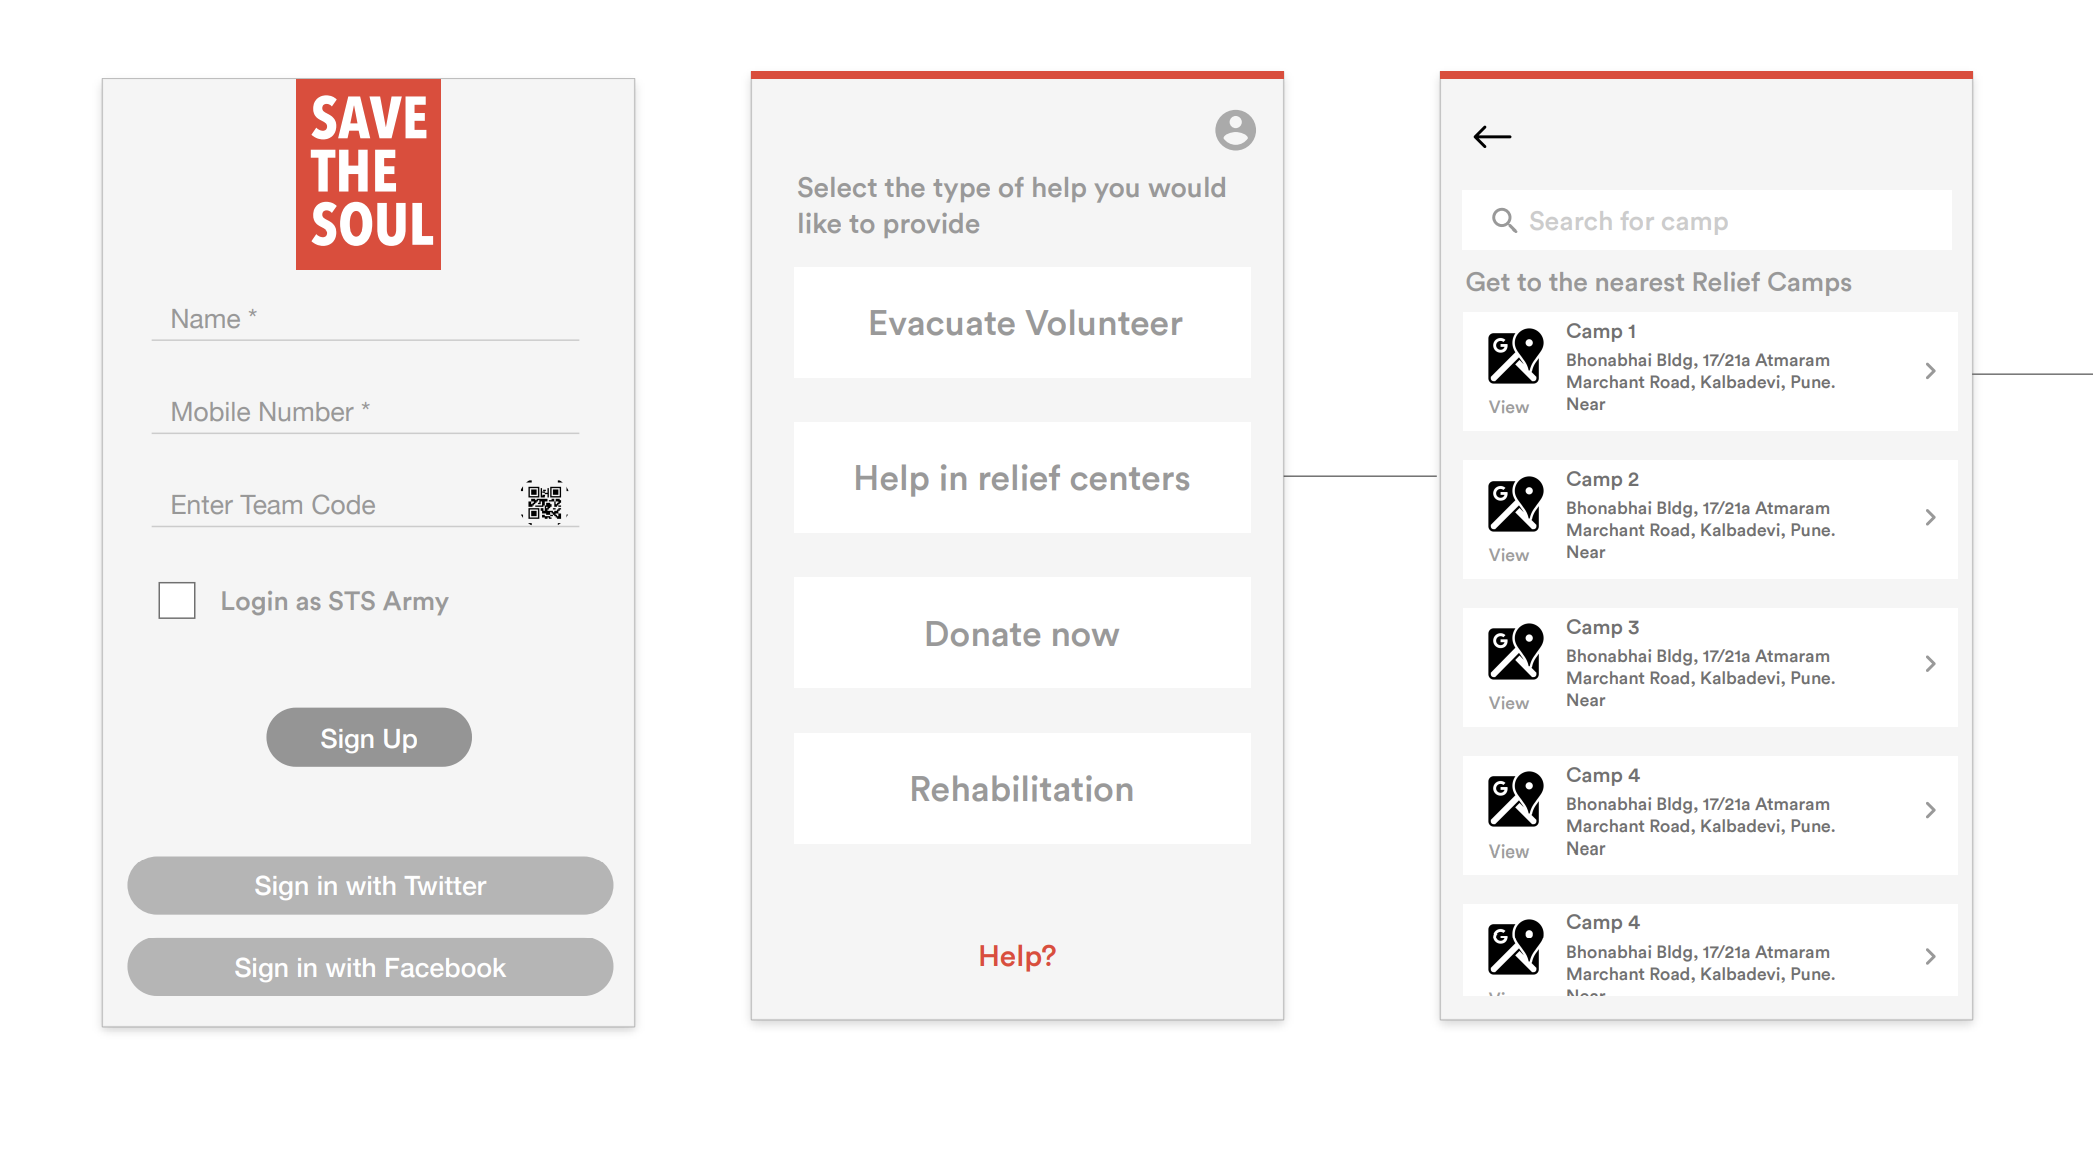 SAVE
THE
SOUL
Name *
Mobile Number *
Enter Team Code
Login as STS Army
Sign Up
Sign in with Twitter
Sign in with Facebook
Select the type of help you would
like to provide
Evacuate Volunteer
Help in relief centers
Donate now
Rehabilitation
Help?
Search for camp
Get to the nearest Relief Camps
G
View
Camp 1
Bhonabhai Bldg, 17/21a Atmaram
Marchant Road, Kalbadevi, Pune.
Near
G
View
Camp 2
Bhonabhai Bldg, 17/21a Atmaram
Marchant Road, Kalbadevi, Pune.
Near
G
View
Camp 3
Bhonabhai Bldg, 17/21a Atmaram
Marchant Road, Kalbadevi, Pune.
Near
G
View
Camp 4
Bhonabhai Bldg, 17/21a Atmaram
Marchant Road, Kalbadevi, Pune.
Near
G
Camp 4
Bhonabhai Bldg, 17/21a Atmaram
Marchant Road, Kalbadevi, Pune.